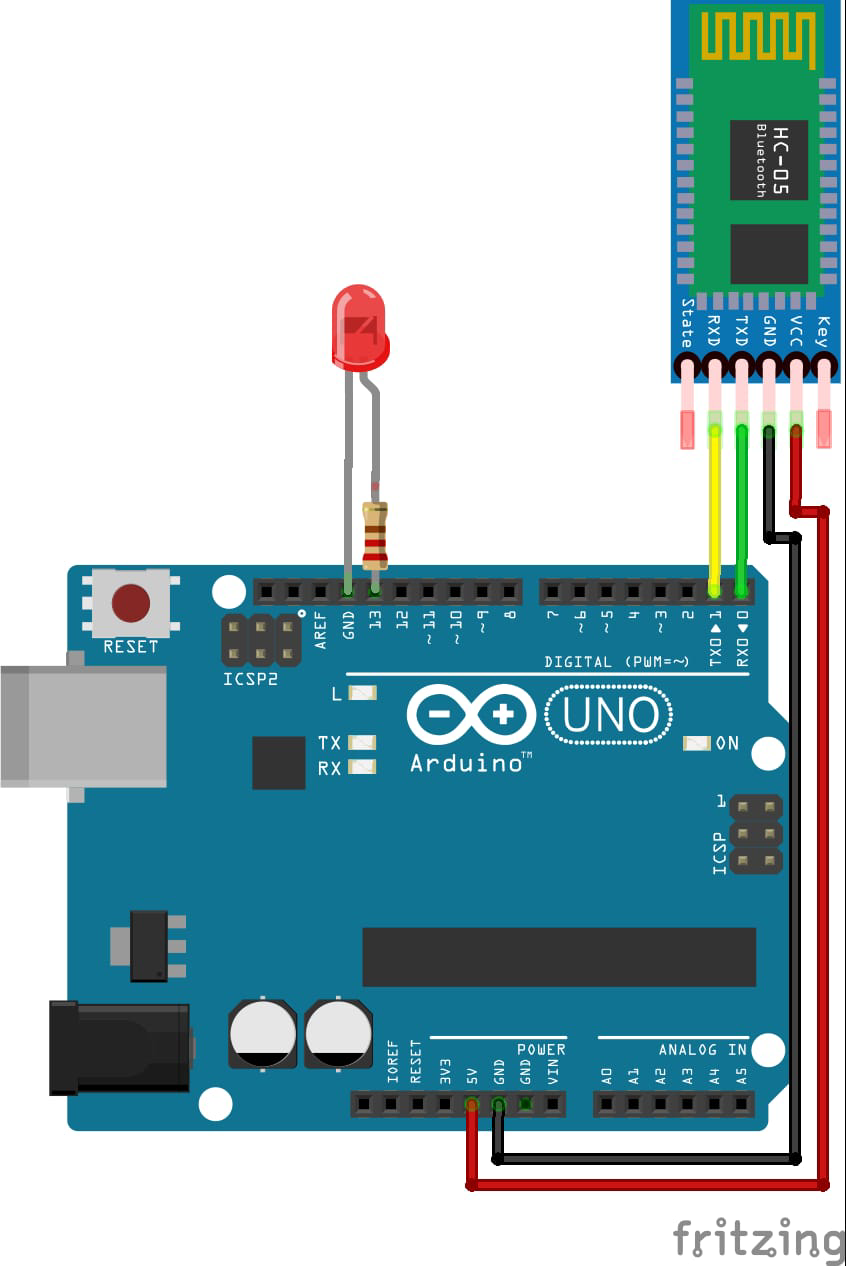 HC-05
Bluetooth
State
RXD
TXD
GND
VCC
Key
RESET
ICSP2
AREF
GND
13
12
~11
~10
~9
8
7
~6
~5
4
~3
2
TX0▶1
RX0◀0
DIGITAL (PWM=~)
L
TX
RX
UNO
Arduino™
ON
1
ICSP
IOREF
RESET
3V3
5V
GND
GND
VIN
POWER
ANALOG IN
A0
A1
A2
A3
A4
A5
fritzing